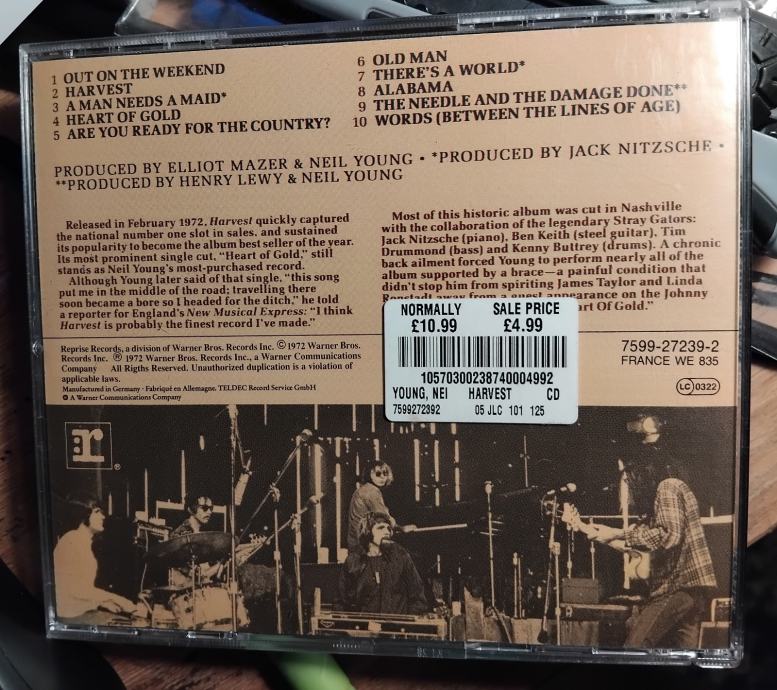 1 OUT ON THE WEEKEND
2 HARVEST
3 A MAN NEEDS A MAID*
4 HEART OF GOLD
5 ARE YOU READY FOR THE COUNTRY?
6 OLD MAN
7 THERE'S A WORLD*
8 ALABAMA
9 THE NEEDLE AND THE DAMAGE DONE**
10 WORDS (BETWEEN THE LINES OF AGE)
PRODUCED BY ELLIOT MAZER & NEIL YOUNG • *PRODUCED BY JACK NITZSCHE •
**PRODUCED BY HENRY LEWY & NEIL YOUNG
Released in February 1972, Harvest quickly captured
the national number one slot in sales, and sustained
its popularity to become the album best seller of the year.
Its most prominent single cut, "Heart of Gold," still
stands as Neil Young's most-purchased record.
Although Young later said of that single, "this song
put me in the middle of the road; travelling there
soon became a bore so I headed for the ditch," he told
a reporter for England's New Musical Express: "I think
Harvest is probably the finest record I've made."
Most of this historic album was cut in Nashville
with the collaboration of the legendary Stray Gators:
Jack Nitzsche (piano), Ben Keith (steel guitar), Tim
Drummond (bass) and Kenny Buttrey (drums). A chronic
back ailment forced Young to perform nearly all of the
album supported by a brace—a painful condition that
didn't stop him from spiriting James Taylor and Linda
Ronstadt away from a guest appearance on the Johnny
rt Of Gold."
NORMALLY SALE PRICE
£10.99 £4.99
10570300238740004992
YOUNG, NEI HARVEST CD
7599272392 05 JLC 101 125
Reprise Records, a division of Warner Bros. Records Inc. © 1972 Warner Bros.
Records Inc. ℗ 1972 Warner Bros. Records Inc., a Warner Communications
Company All Rigths Reserved. Unauthorized duplication is a violation of
applicable laws.
Manufactured in Germany · Fabriqué en Allemagne. TELDEC Record Service GmbH
A Warner Communications Company
7599-27239-2
FRANCE WE 835
LC 0322
r ®